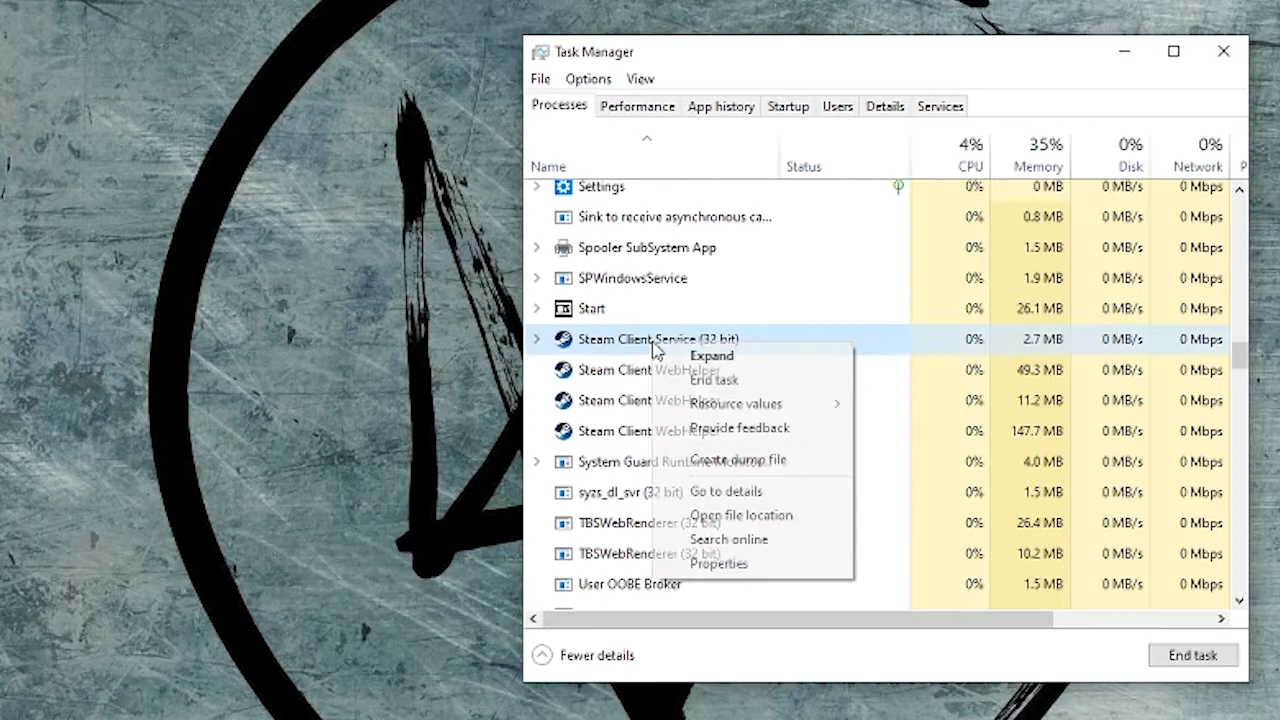 Task Manager
File Options View
Processes Performance App history Startup Users Details Services
4% 35% 0% 0%
Name Status CPU Memory Disk Network P
Settings 0% 0 MB 0 MB/s 0 Mbps
Sink to receive asynchronous ca... 0% 0.8 MB 0 MB/s 0 Mbps
Spooler SubSystem App 0% 1.5 MB 0 MB/s 0 Mbps
SPWindowsService 0% 1.9 MB 0 MB/s 0 Mbps
Start 0% 26.1 MB 0 MB/s 0 Mbps
Steam Client Service (32 bit) 0% 2.7 MB 0 MB/s 0 Mbps
Steam Client WebHelper 0% 49.3 MB 0 MB/s 0 Mbps
Steam Client WebHelper 0% 11.2 MB 0 MB/s 0 Mbps
Steam Client WebHelper 0% 147.7 MB 0 MB/s 0 Mbps
System Guard Runtime Monitor... 0% 4.0 MB 0 MB/s 0 Mbps
syzs_dl_svr (32 bit) 0% 1.5 MB 0 MB/s 0 Mbps
TBSWebRenderer (32 bit) 0% 26.4 MB 0 MB/s 0 Mbps
TBSWebRenderer (32 bit) 0% 10.2 MB 0 MB/s 0 Mbps
User OOBE Broker 0% 1.5 MB 0 MB/s 0 Mbps
Expand
End task
Resource values
Provide feedback
Create dump file
Go to details
Open file location
Search online
Properties
Fewer details End task